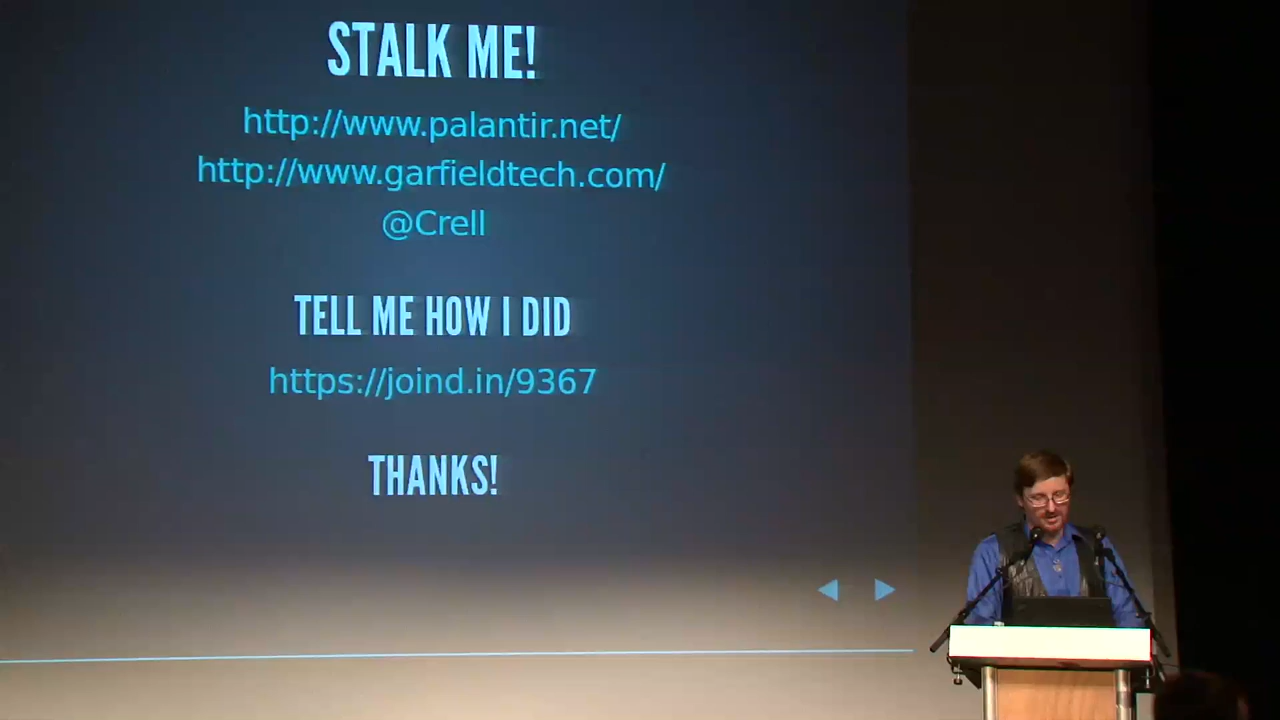 STALK ME!
http://www.palantir.net/
http://www.garfieldtech.com/
@Crell
TELL ME HOW I DID
https://joind.in/9367
THANKS!